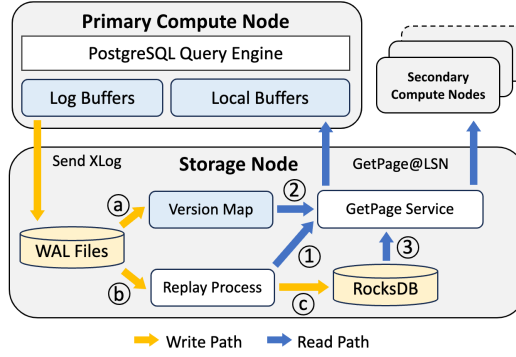 Primary Compute Node
PostgreSQL Query Engine
Log Buffers
Local Buffers
Secondary
Compute Nodes
Send XLog
Storage Node
GetPage@LSN
a
Version Map
2
GetPage Service
WAL Files
1
3
b
Replay Process
c
RocksDB
Write Path
Read Path